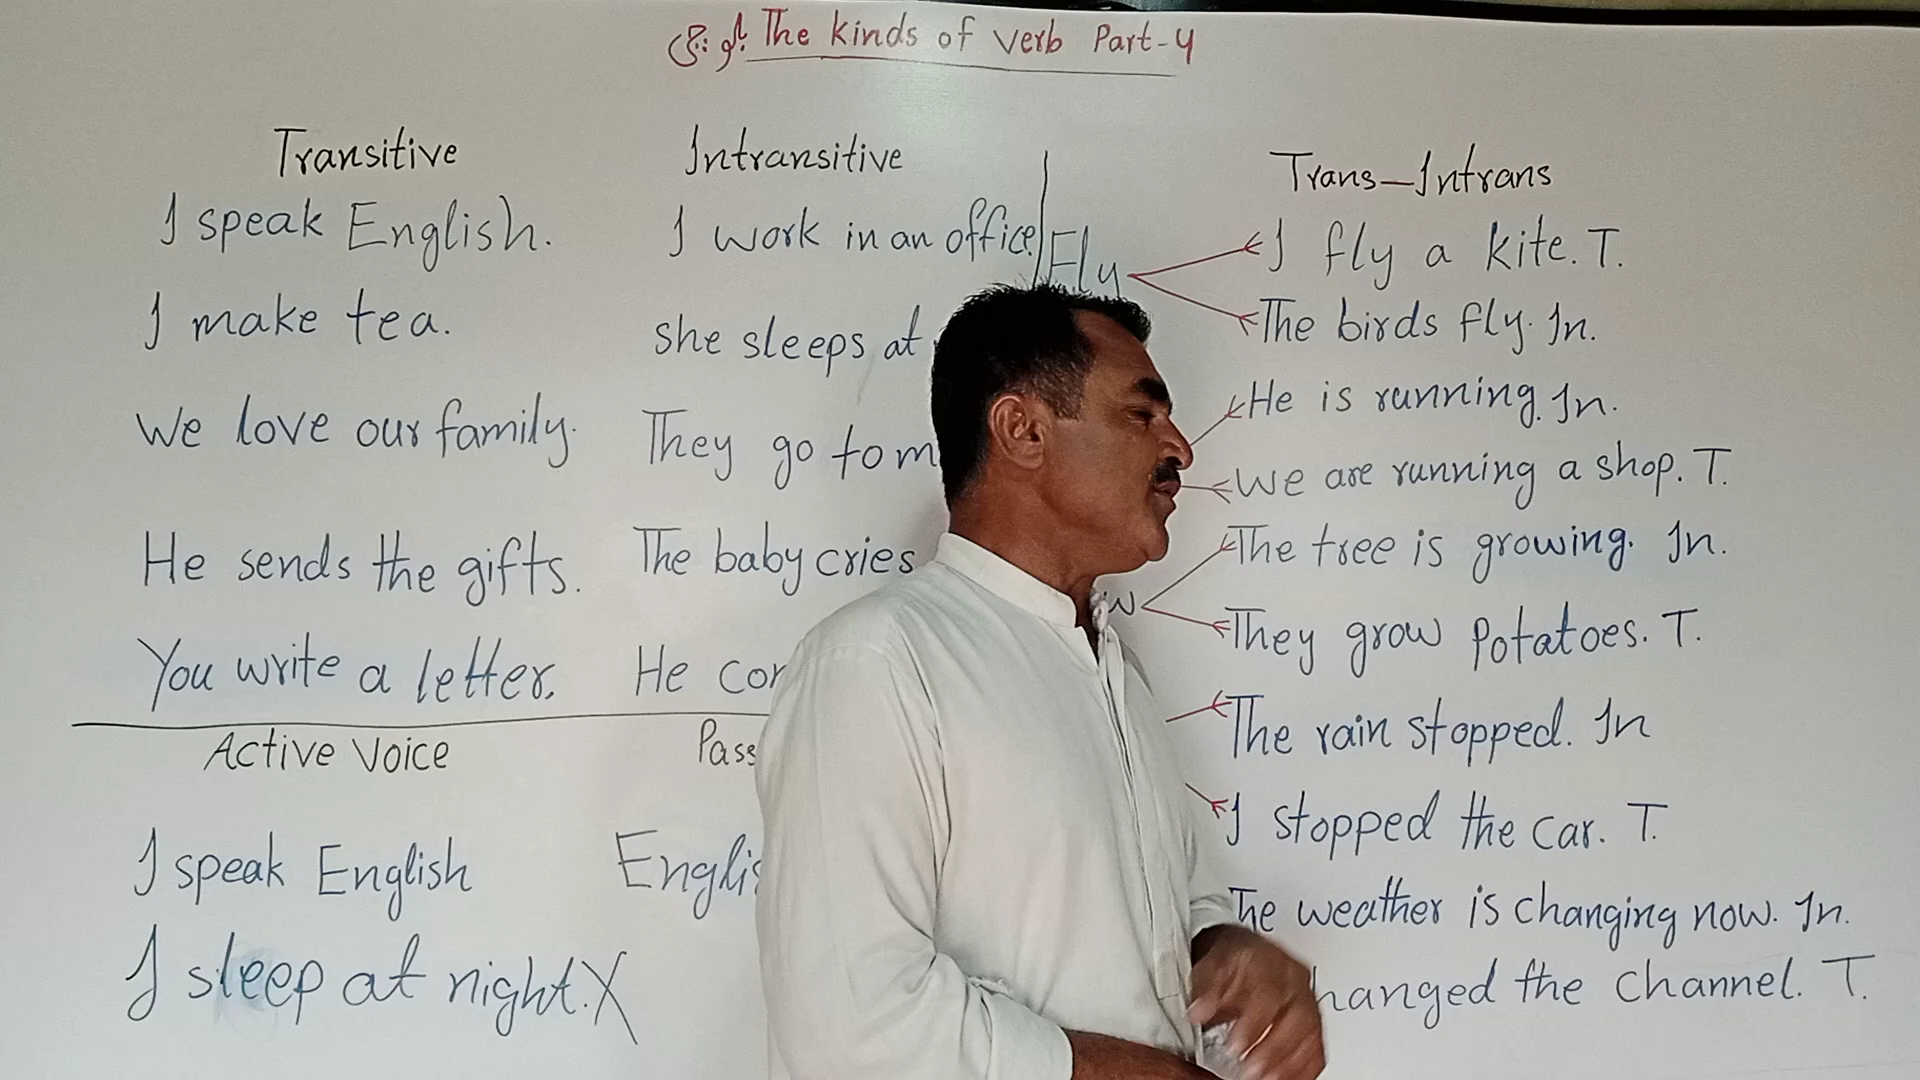 The kinds of verb Part-4
Transitive
I speak English.
I make tea.
We love our family.
He sends the gifts.
You write a letter.
Intransitive
I work in an office
she sleeps at
They go to
The baby cries
He
Active Voice
I speak English
I sleep at night. X
Trans-Intrans
Fly
I fly a kite. T.
The birds fly. In.
He is running. In.
We are running a shop. T.
The tree is growing. In.
They grow potatoes. T.
The rain stopped. In
I stopped the car. T.
The weather is changing now. In.
the channel. T.